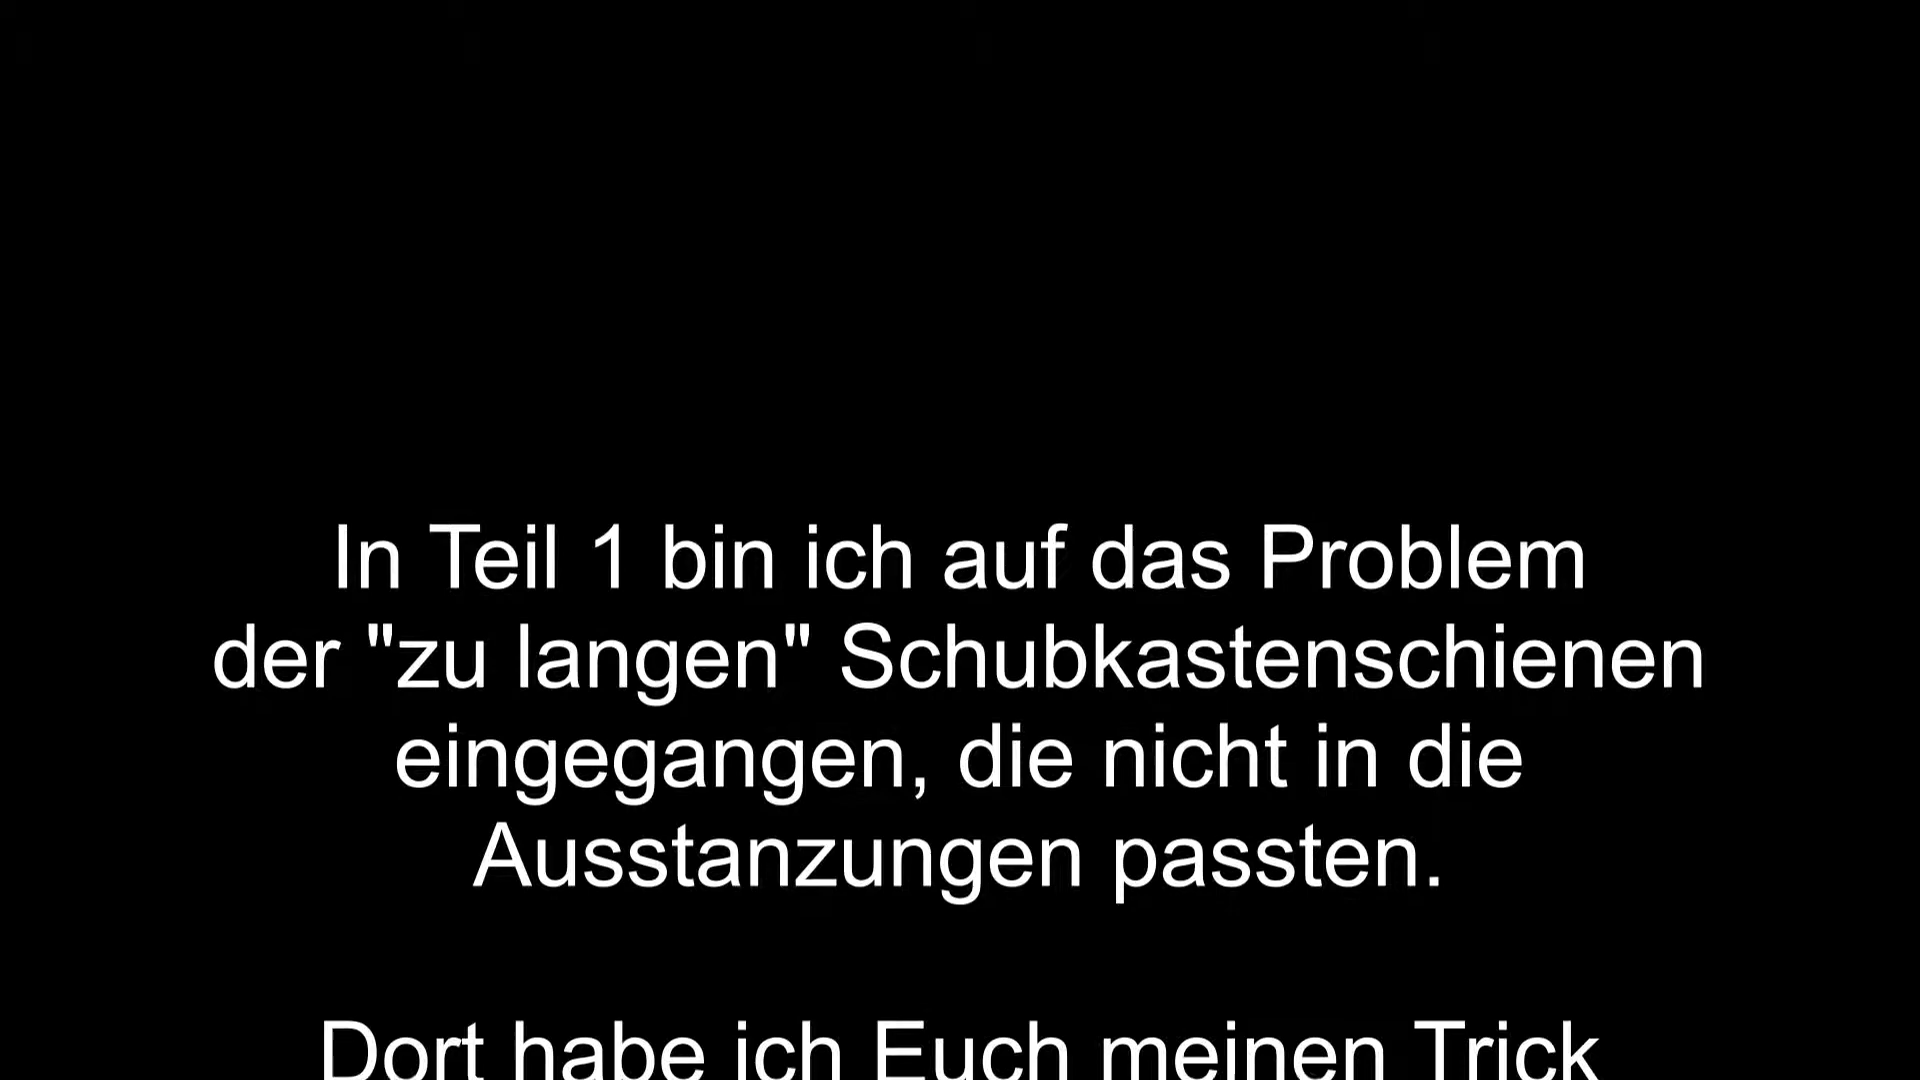 In Teil 1 bin ich auf das Problem
der "zu langen" Schubkastenschienen
eingegangen, die nicht in die
Ausstanzungen passten.
Dort habe ich Euch meinen Trick